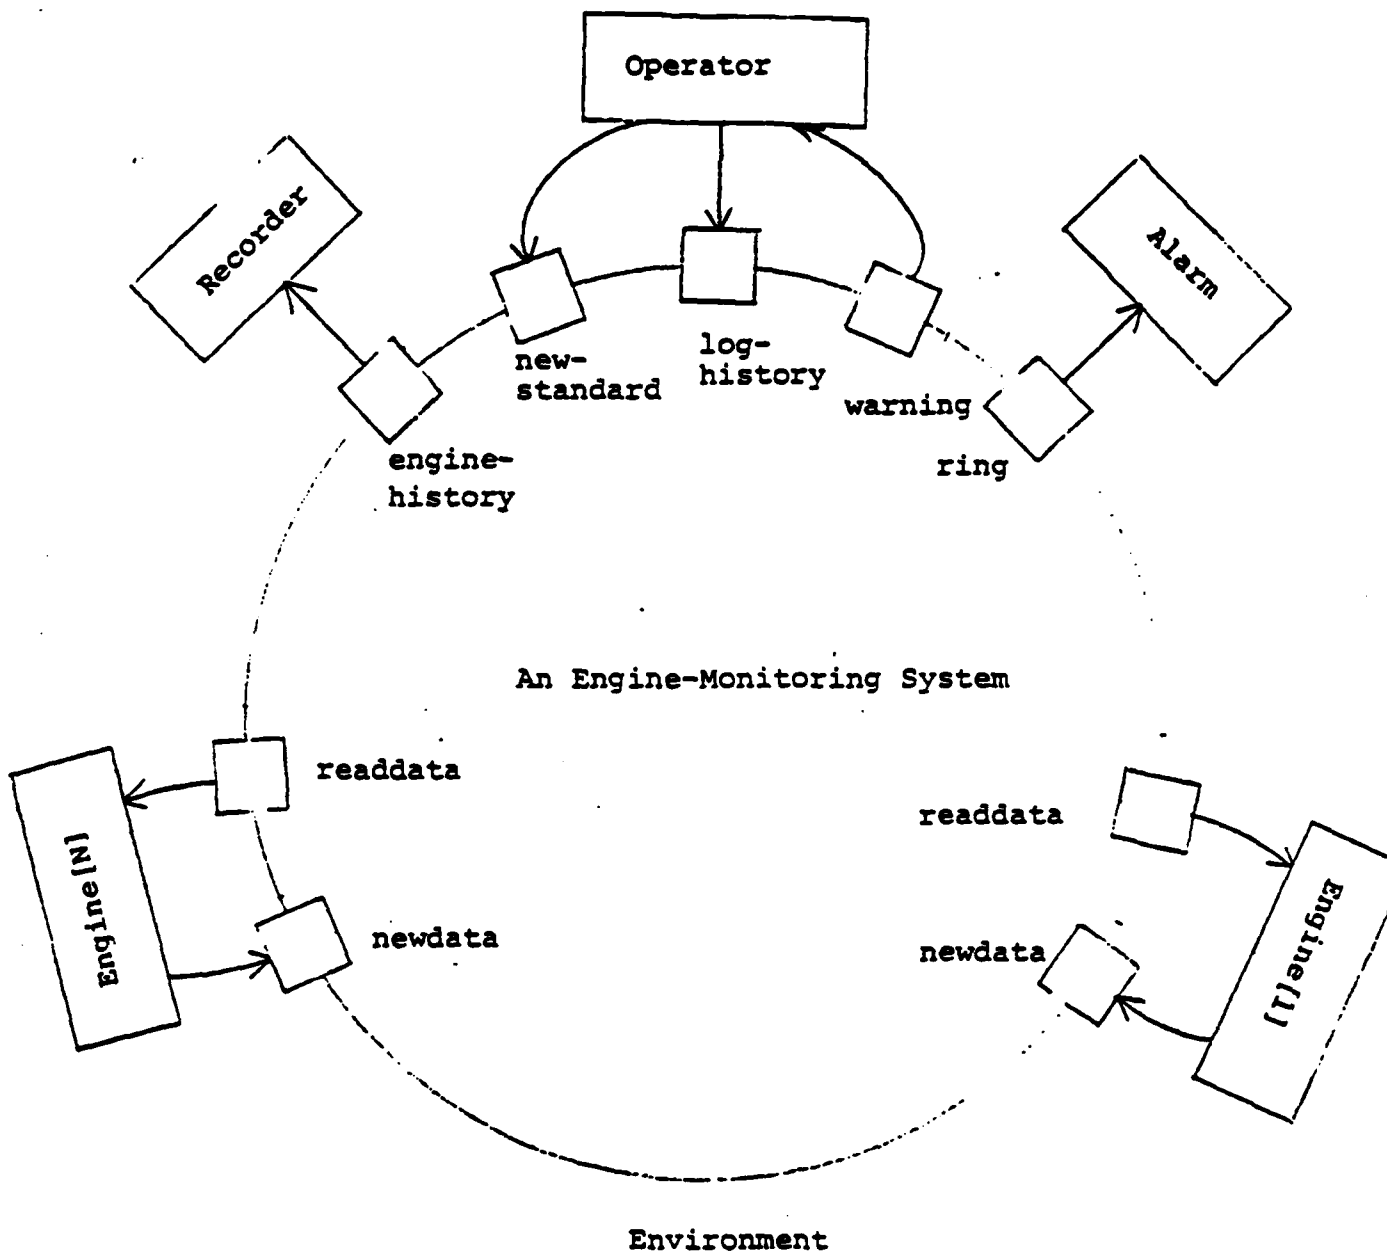 Operator
Recorder
Alarm
new-
standard
log-
history
warning
engine-
history
ring
An Engine-Monitoring System
readdata
readdata
Engine[N]
Engine[1]
newdata
newdata
Environment